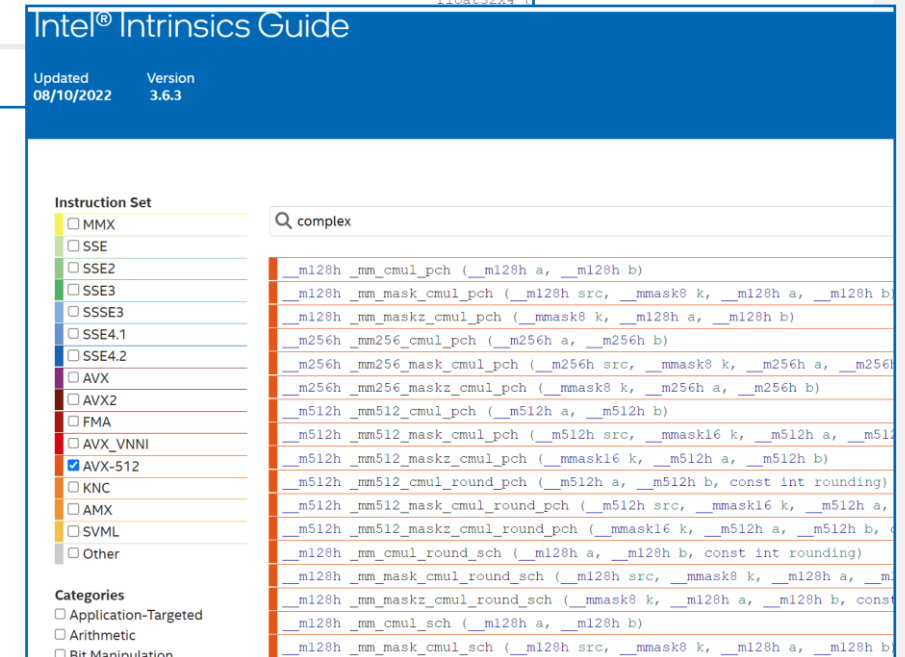 Intel® Intrinsics Guide
Updated Version
08/10/2022 3.6.3
Instruction Set
MMX
SSE
SSE2
SSE3
SSSE3
SSE4.1
SSE4.2
AVX
AVX2
FMA
AVX_VNNI
AVX-512
KNC
AMX
SVML
Other
Categories
Application-Targeted
Arithmetic
Bit Manipulation
complex
__m128h _mm_cmul_pch (__m128h a, __m128h b)
__m128h _mm_mask_cmul_pch (__m128h src, __mmask8 k, __m128h a, __m128h b)
__m128h _mm_maskz_cmul_pch (__mmask8 k, __m128h a, __m128h b)
__m256h _mm256_cmul_pch (__m256h a, __m256h b)
__m256h _mm256_mask_cmul_pch (__m256h src, __mmask8 k, __m256h a, __m256h
__m256h _mm256_maskz_cmul_pch (__mmask8 k, __m256h a, __m256h b)
__m512h _mm512_cmul_pch (__m512h a, __m512h b)
__m512h _mm512_mask_cmul_pch (__m512h src, __mmask16 k, __m512h a, __m512
__m512h _mm512_maskz_cmul_pch (__mmask16 k, __m512h a, __m512h b)
__m512h _mm512_cmul_round_pch (__m512h a, __m512h b, const int rounding)
__m512h _mm512_mask_cmul_round_pch (__m512h src, __mmask16 k, __m512h a,
__m512h _mm512_maskz_cmul_round_pch (__mmask16 k, __m512h a, __m512h b,
__m128h _mm_cmul_round_sch (__m128h a, __m128h b, const int rounding)
__m128h _mm_mask_cmul_round_sch (__m128h src, __mmask8 k, __m128h a,
__m128h _mm_maskz_cmul_round_sch (__mmask8 k, __m128h a, __m128h b, const
__m128h _mm_cmul_sch (__m128h a, __m128h b)
__m128h _mm_mask_cmul_sch (__m128h src, __mmask8 k, __m128h a, __m128h b)